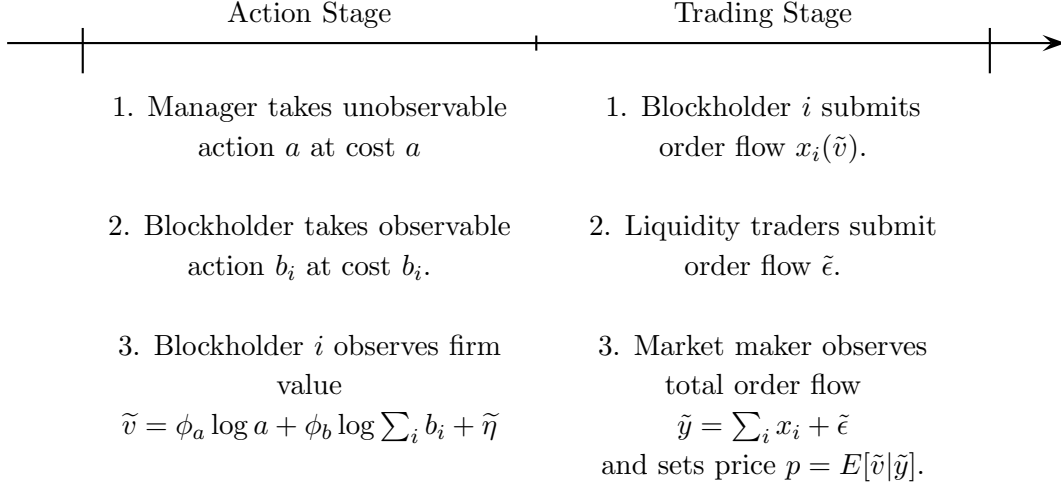 Action Stage
Trading Stage
1. Manager takes unobservable
action a at cost a
2. Blockholder takes observable
action b_i at cost b_i.
3. Blockholder i observes firm
value
ṽ = ϕ_a log a + ϕ_b log ∑_i b_i + η̃
1. Blockholder i submits
order flow x_i(ṽ).
2. Liquidity traders submit
order flow ϵ̃.
3. Market maker observes
total order flow
ỹ = ∑_i x_i + ϵ̃
and sets price p = E[ṽ|ỹ].